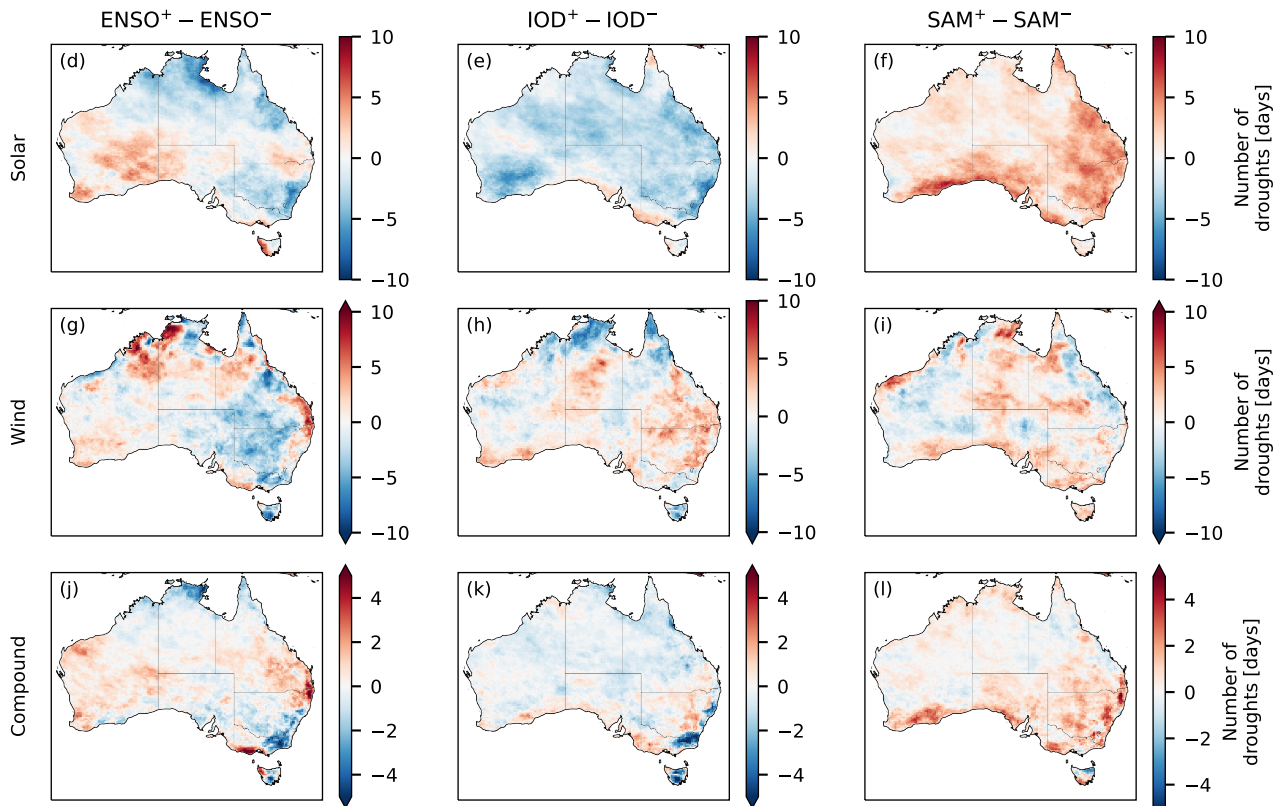 ENSO⁺ − ENSO⁻ IOD⁺ − IOD⁻ SAM⁺ − SAM⁻
Solar
(d)
10
5
0
−5
−10
(e)
10
5
0
−5
−10
(f)
10
5
0
−5
−10
Number of
droughts [days]
Wind
(g)
10
5
0
−5
−10
(h)
10
5
0
−5
−10
(i)
10
5
0
−5
−10
Number of
droughts [days]
Compound
(j)
4
2
0
−2
−4
(k)
4
2
0
−2
−4
(l)
4
2
0
−2
−4
Number of
droughts [days]